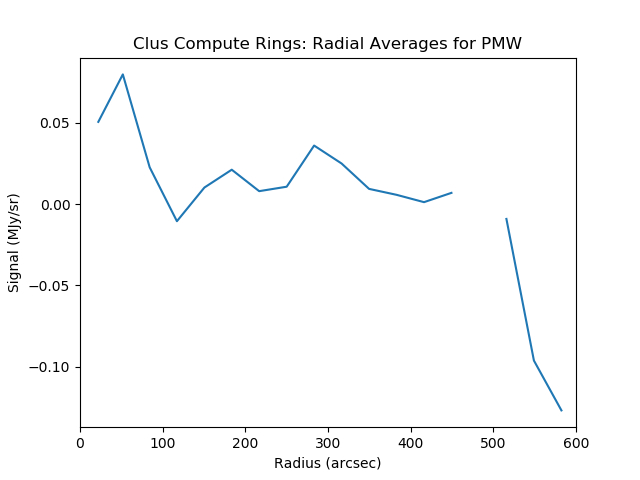 Clus Compute Rings: Radial Averages for PMW
Signal (MJy/sr)
0.05
0.00
−0.05
−0.10
0 100 200 300 400 500 600
Radius (arcsec)